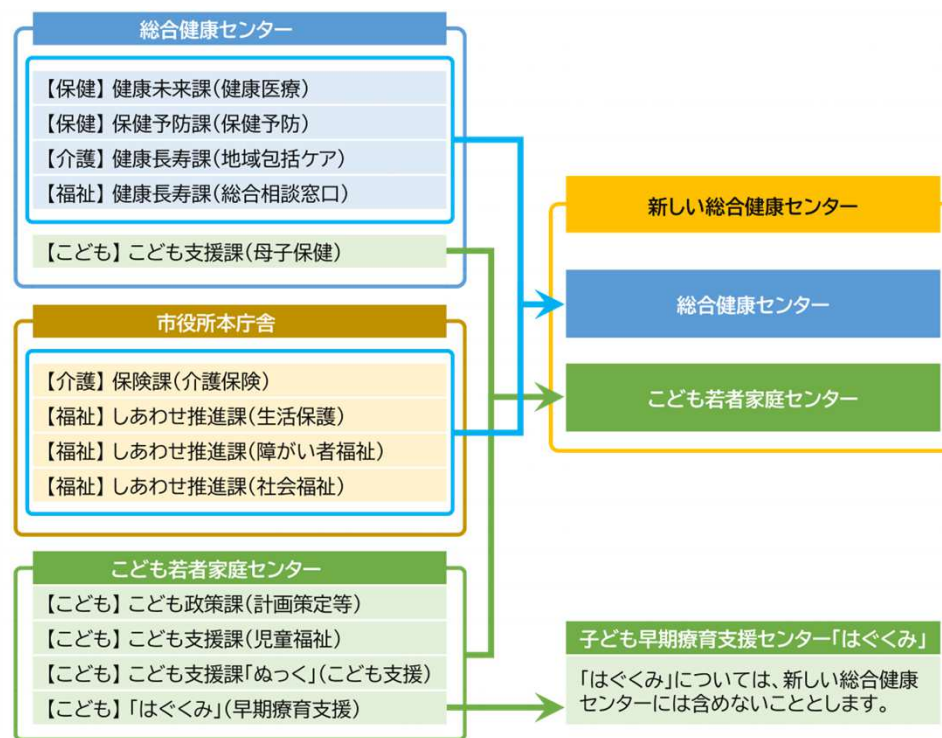 総合健康センター
【保健】健康未来課(健康医療)
【保健】保健予防課(保健予防)
【介護】健康長寿課(地域包括ケア)
【福祉】健康長寿課(総合相談窓口)
【こども】こども支援課(母子保健)
市役所本庁舎
【介護】保険課(介護保険)
【福祉】しあわせ推進課(生活保護)
【福祉】しあわせ推進課(障がい者福祉)
【福祉】しあわせ推進課(社会福祉)
こども若者家庭センター
【こども】こども政策課(計画策定等)
【こども】こども支援課(児童福祉)
【こども】こども支援課「ぬっく」(こども支援)
【こども】「はぐくみ」(早期療育支援)
新しい総合健康センター
総合健康センター
こども若者家庭センター
子ども早期療育支援センター「はぐくみ」
「はぐくみ」については、新しい総合健康
センターには含めないこととします。